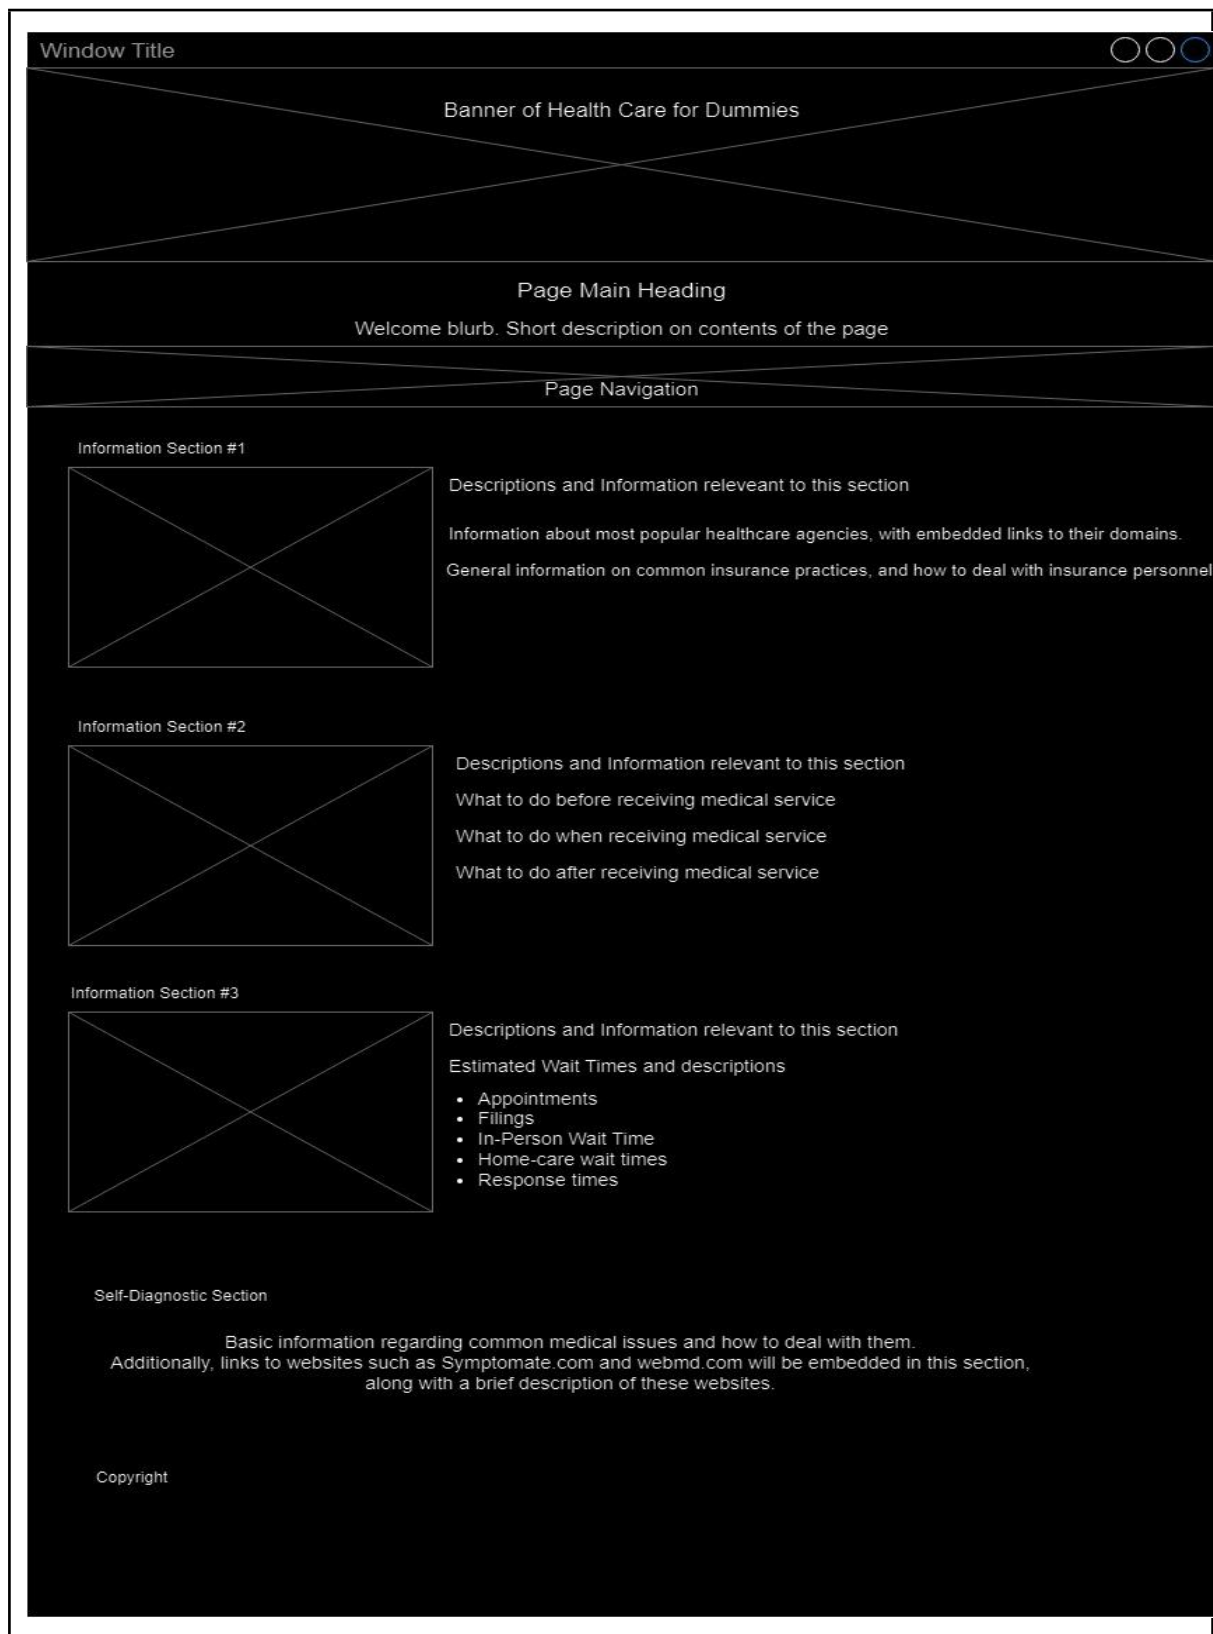 Window Title
Banner of Health Care for Dummies
Page Main Heading
Welcome blurb. Short description on contents of the page
Page Navigation
Information Section #1
Descriptions and Information releveant to this section
Information about most popular healthcare agencies, with embedded links to their domains.
General information on common insurance practices, and how to deal with insurance personnel
Information Section #2
Descriptions and Information relevant to this section
What to do before receiving medical service
What to do when receiving medical service
What to do after receiving medical service
Information Section #3
Descriptions and Information relevant to this section
Estimated Wait Times and descriptions
• Appointments
• Filings
• In-Person Wait Time
• Home-care wait times
• Response times
Self-Diagnostic Section
Basic information regarding common medical issues and how to deal with them.
Additionally, links to websites such as Symptomate.com and webmd.com will be embedded in this section,
along with a brief description of these websites.
Copyright